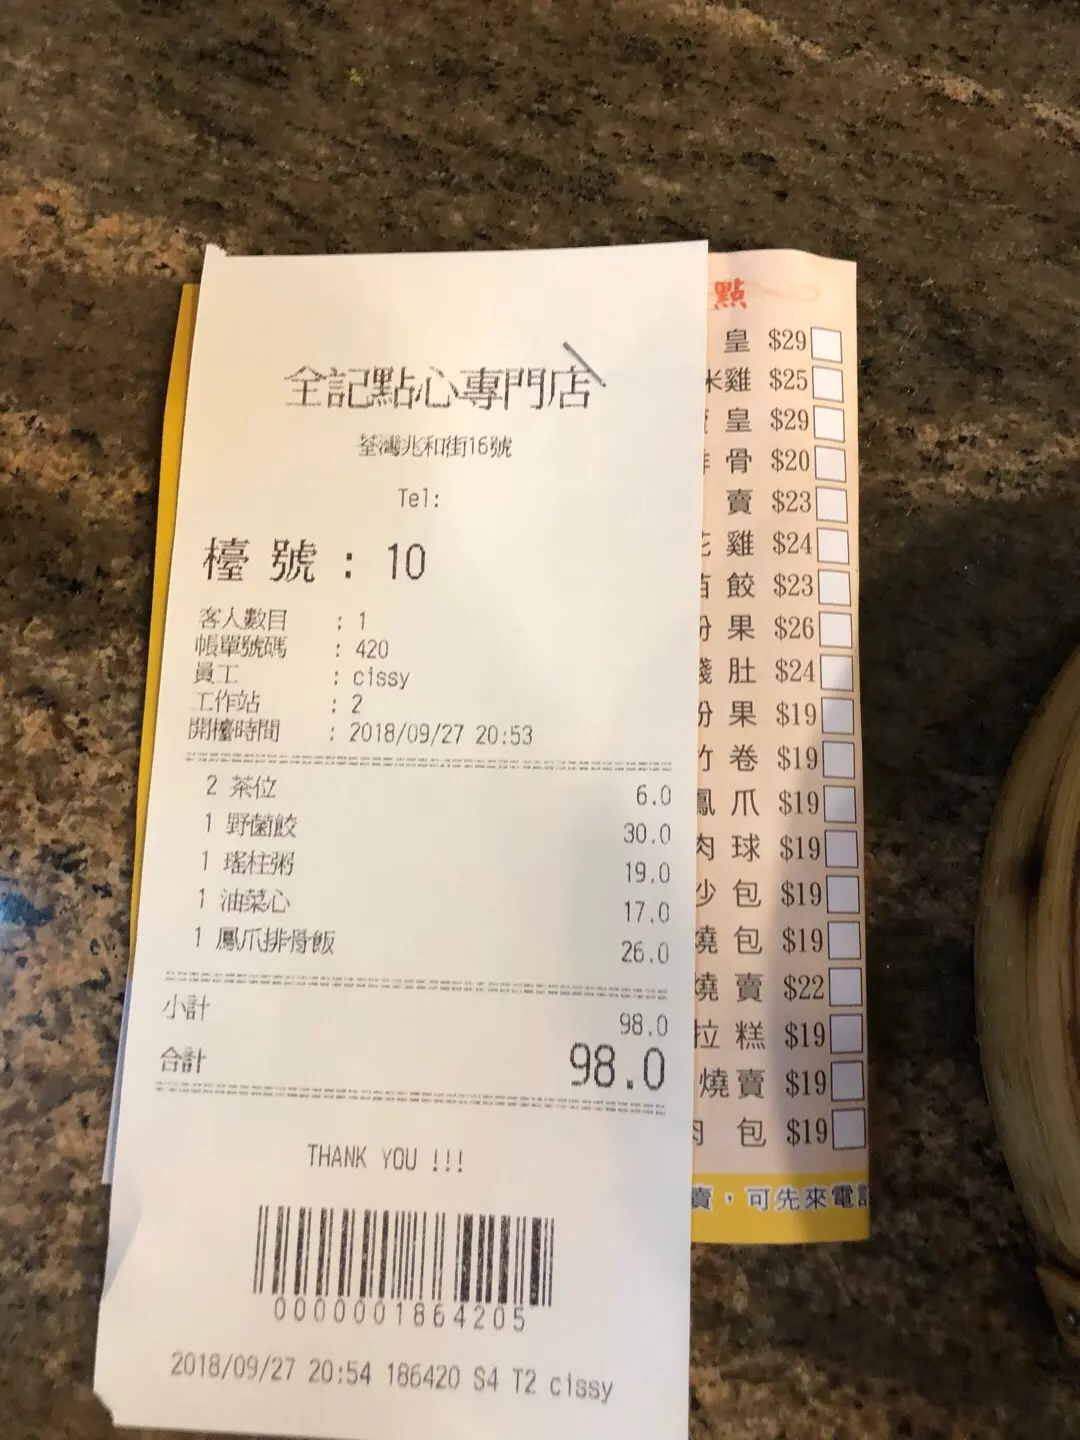 全記點心專門店
荃灣兆和街16號
Tel:
檯號：10
客人數目 : 1
帳單號碼 : 420
員工 : cissy
工作站 : 2
開檯時間 : 2018/09/27 20:53
2 茶位 6.0
1 野菌餃 30.0
1 瑤柱粥 19.0
1 油菜心 17.0
1 鳳爪排骨飯 26.0
小計 98.0
合計 98.0
THANK YOU !!!
0000001864205
2018/09/27 20:54 186420 S4 T2 cissy
點
皇 $29
米雞 $25
皇 $29
骨 $20
賣 $23
雞 $24
餃 $23
果 $26
肚 $24
果 $19
卷 $19
鳳爪 $19
肉球 $19
沙包 $19
燒包 $19
燒賣 $22
拉糕 $19
燒賣 $19
包 $19
賣，可先來電